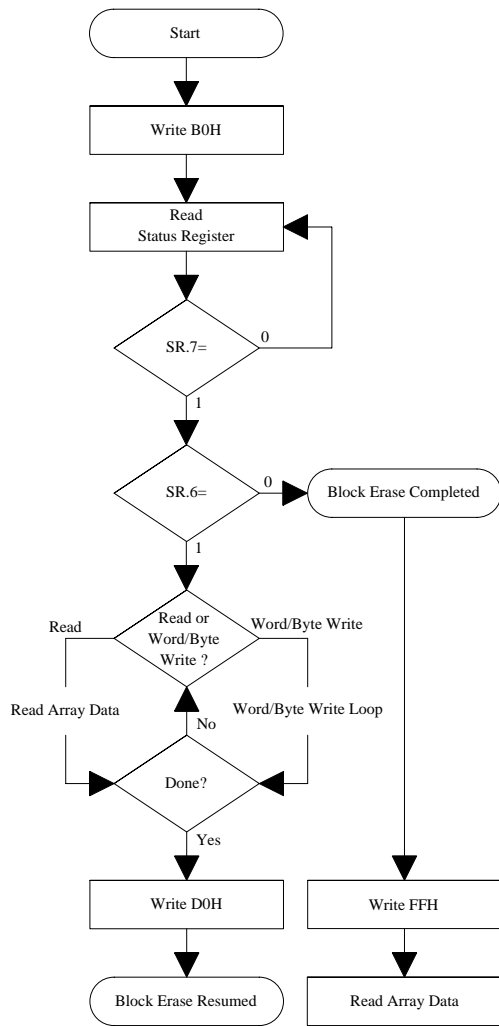 Start
Write B0H
Read
Status Register
SR.7=
0
1
SR.6=
0
Block Erase Completed
1
Read
Read or
Word/Byte
Write ?
Word/Byte Write
Read Array Data
No
Word/Byte Write Loop
Done?
Yes
Write D0H
Write FFH
Block Erase Resumed
Read Array Data